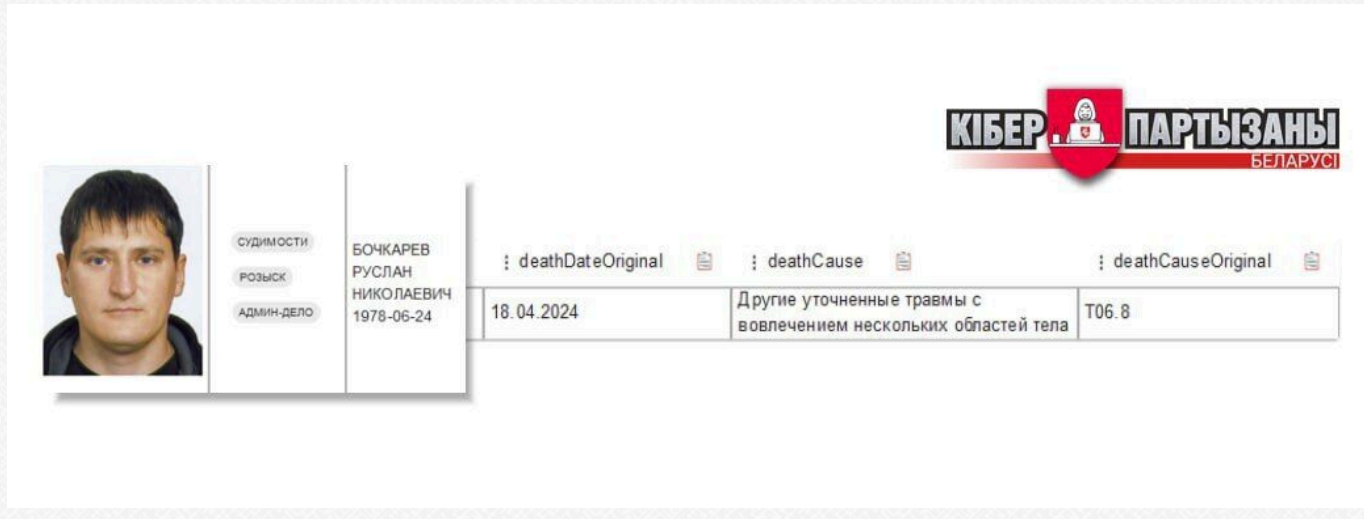 КІБЕР ПАРТЫЗАНЫ
БЕЛАРУСІ
СУДИМОСТИ
РОЗЫСК
АДМИН-ДЕЛО
БОЧКАРЕВ
РУСЛАН
НИКОЛАЕВИЧ
1978-06-24
deathDateOriginal
deathCause
deathCauseOriginal
18.04.2024
Другие уточненные травмы с
вовлечением нескольких областей тела
T06.8